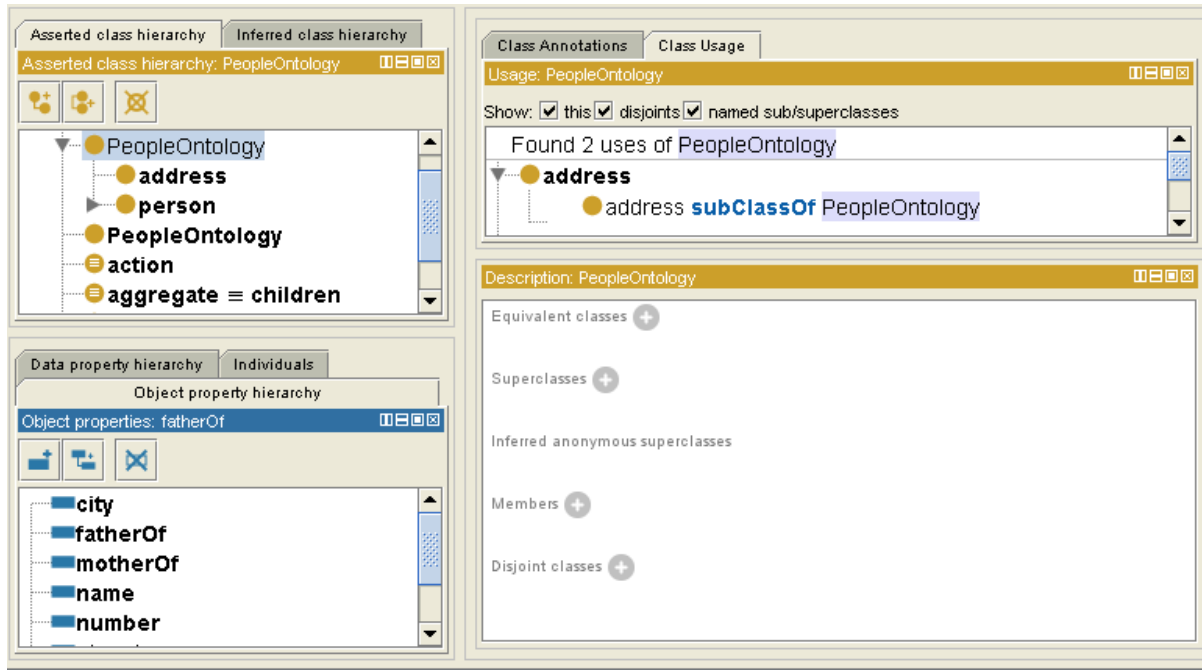 Asserted class hierarchy Inferred class hierarchy
Asserted class hierarchy: PeopleOntology
PeopleOntology
address
person
PeopleOntology
action
aggregate ≡ children
Data property hierarchy Individuals
Object property hierarchy
Object properties: fatherOf
city
fatherOf
motherOf
name
number
Class Annotations Class Usage
Usage: PeopleOntology
Show: this disjoints named sub/superclasses
Found 2 uses of PeopleOntology
address
address subClassOf PeopleOntology
Description: PeopleOntology
Equivalent classes
Superclasses
Inferred anonymous superclasses
Members
Disjoint classes